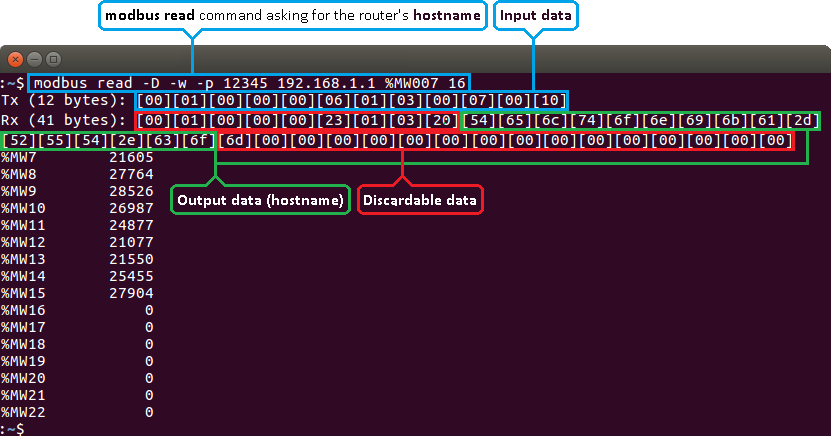 modbus read command asking for the router's hostname
Input data
:~$ modbus read -D -w -p 12345 192.168.1.1 %MW007 16
Tx (12 bytes): [00][01][00][00][00][06][01][03][00][07][00][10]
Rx (41 bytes): [00][01][00][00][00][23][01][03][20][54][65][6c][74][6f][6e][69][6b][61][2d]
[52][55][54][2e][63][6f][6d][00][00][00][00][00][00][00][00][00][00][00][00][00][00][00]
%MW7 21605
%MW8 27764
%MW9 28526
Output data (hostname)
Discardable data
%MW10 26987
%MW11 24877
%MW12 21077
%MW13 21550
%MW14 25455
%MW15 27904
%MW16 0
%MW17 0
%MW18 0
%MW19 0
%MW20 0
%MW21 0
%MW22 0
:~$